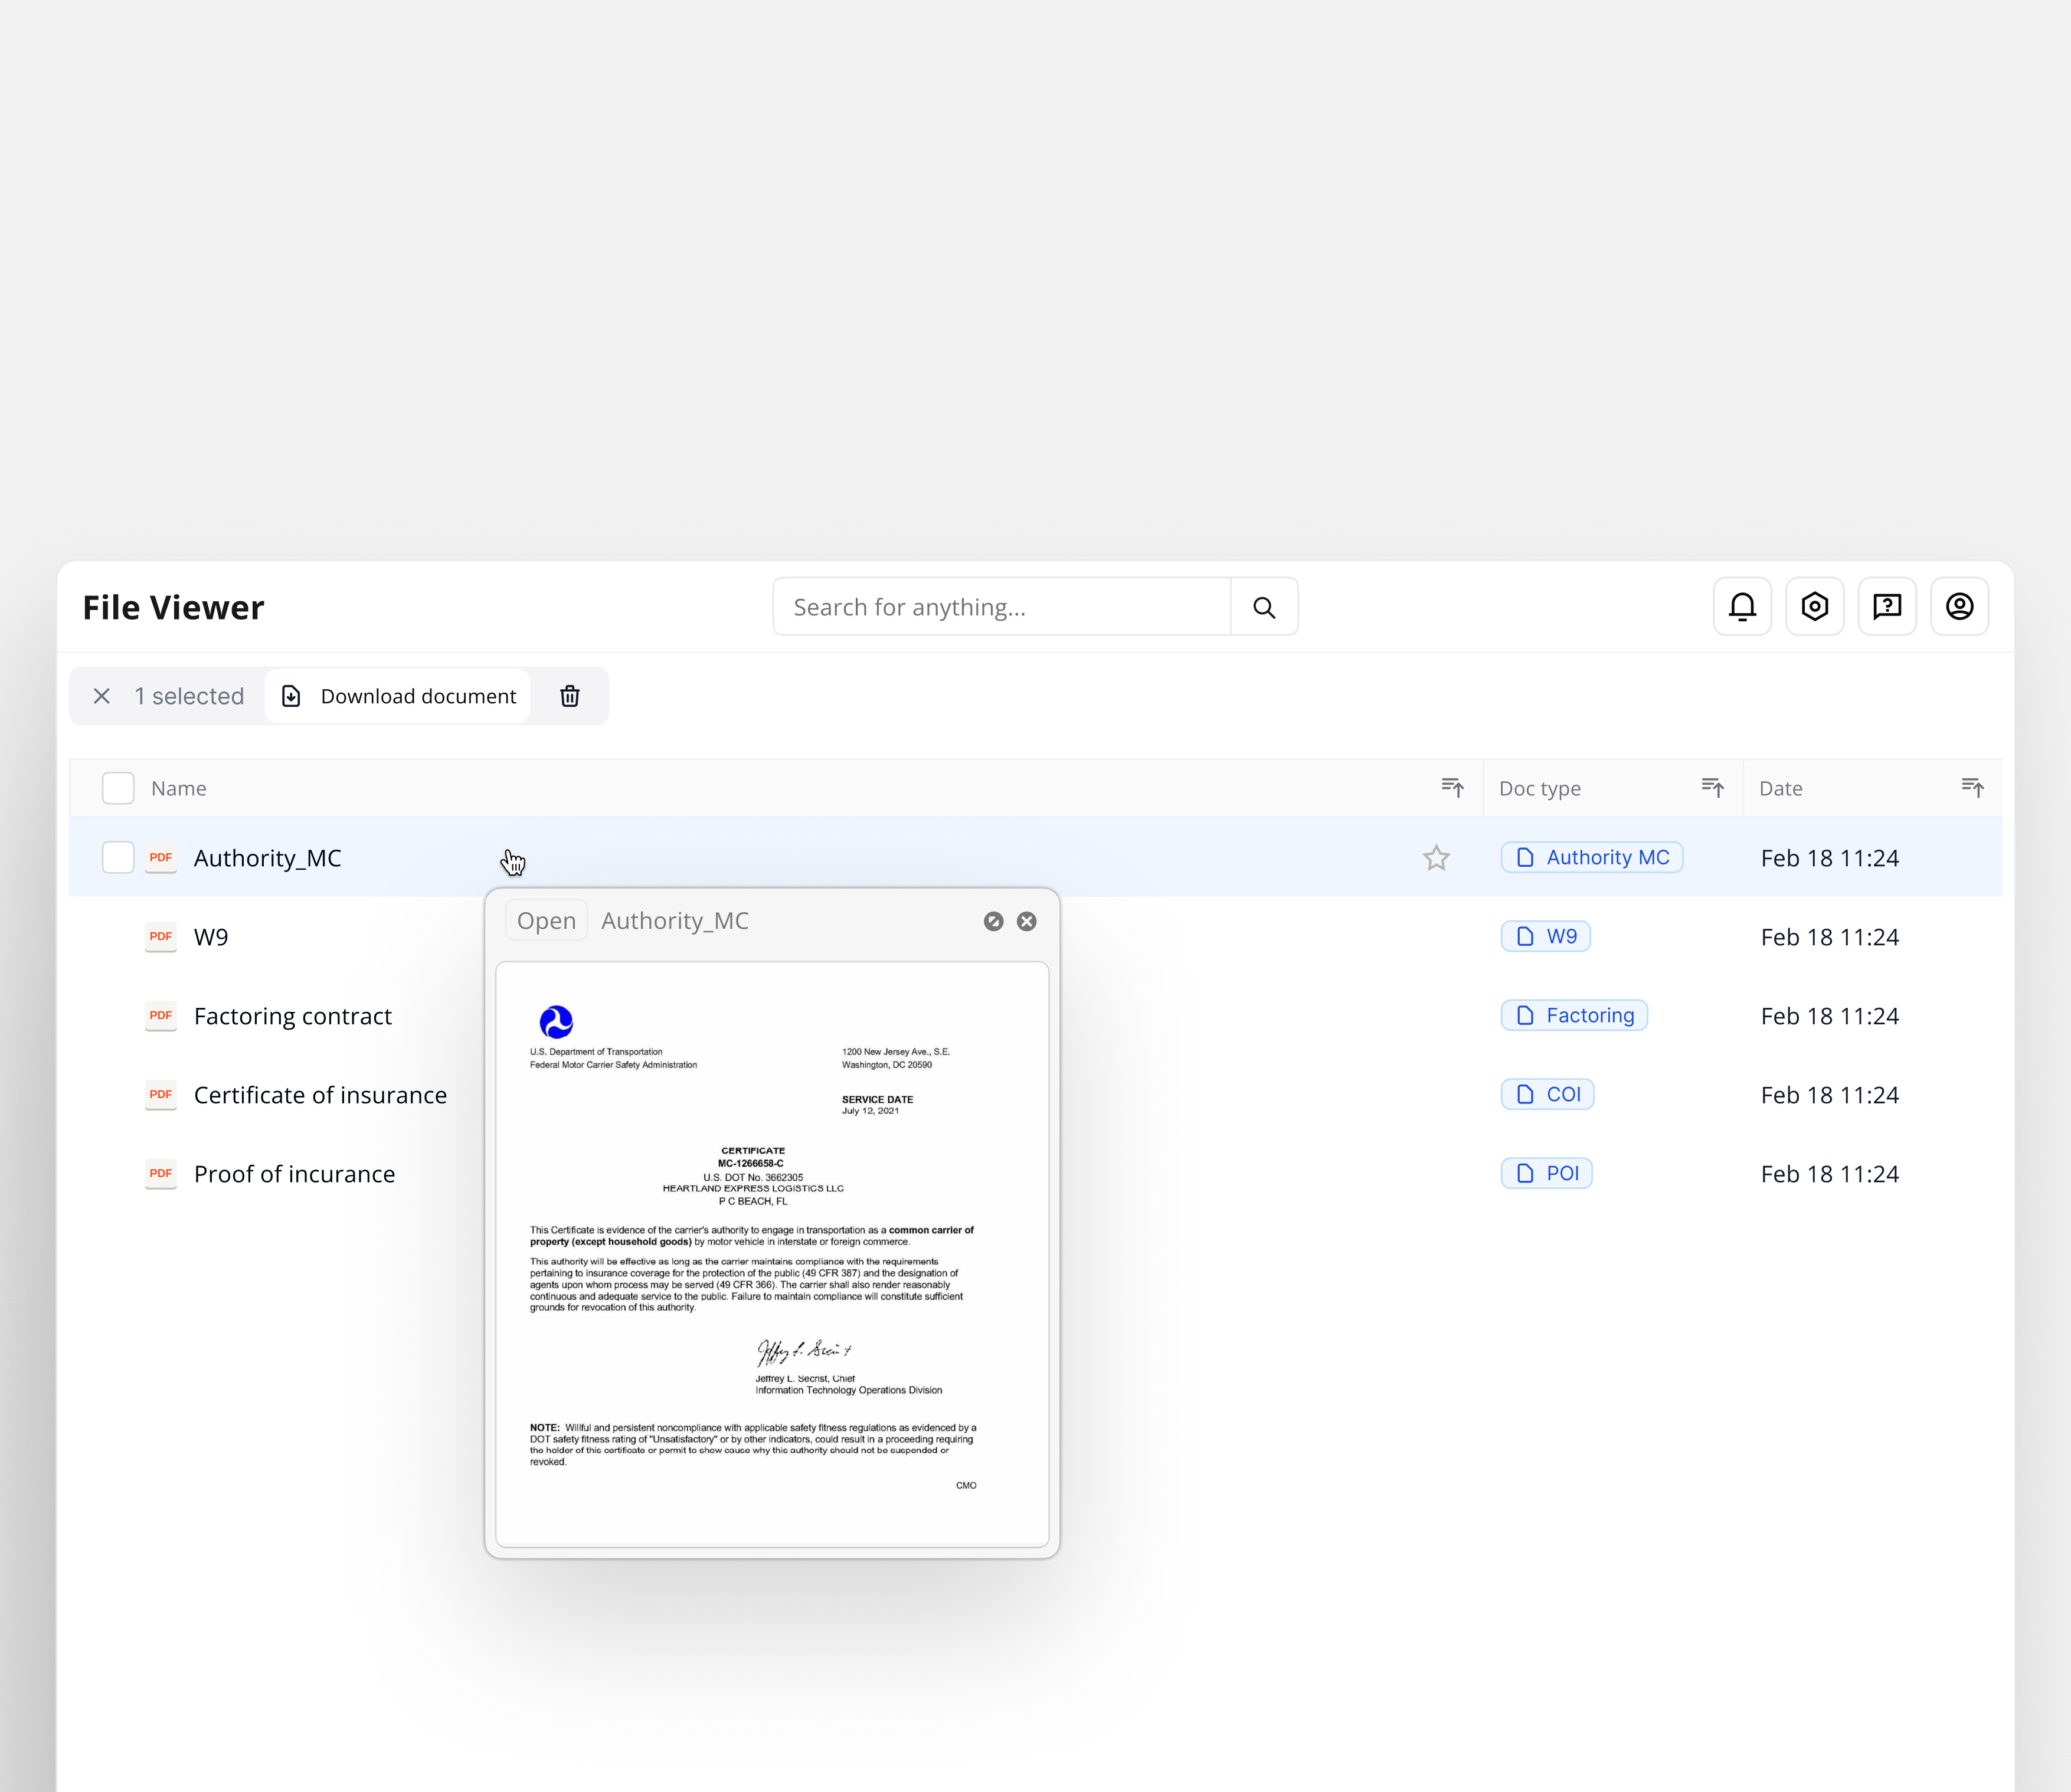 File Viewer
Search for anything...
1 selected
Download document
Name
Doc type
Date
PDF Authority_MC
Authority MC
Feb 18 11:24
PDF W9
W9
Feb 18 11:24
PDF Factoring contract
Factoring
Feb 18 11:24
PDF Certificate of insurance
COI
Feb 18 11:24
PDF Proof of incurance
POI
Feb 18 11:24
Open Authority_MC
U.S. Department of Transportation
Federal Motor Carrier Safety Administration
1200 New Jersey Ave., S.E.
Washington, DC 20590
SERVICE DATE
July 12, 2021
CERTIFICATE
MC-1266658-C
U.S. DOT No. 3662305
HEARTLAND EXPRESS LOGISTICS LLC
P C BEACH, FL
This Certificate is evidence of the carrier's authority to engage in transportation as a common carrier of
property (except household goods) by motor vehicle in interstate or foreign commerce.
This authority will be effective as long as the carrier maintains compliance with the requirements
pertaining to insurance coverage for the protection of the public (49 CFR 387) and the designation of
agents upon whom process may be served (49 CFR 366). The carrier shall also render reasonably
continuous and adequate service to the public. Failure to maintain compliance will constitute sufficient
grounds for revocation of this authority.
Jeffrey L. Secrist, Chief
Information Technology Operations Division
NOTE: Willful and persistent noncompliance with applicable safety fitness regulations as evidenced by a
DOT safety fitness rating of "Unsatisfactory" or by other indicators, could result in a proceeding requiring
the holder of this certificate or permit to show cause why this authority should not be suspended or
revoked.
CMO